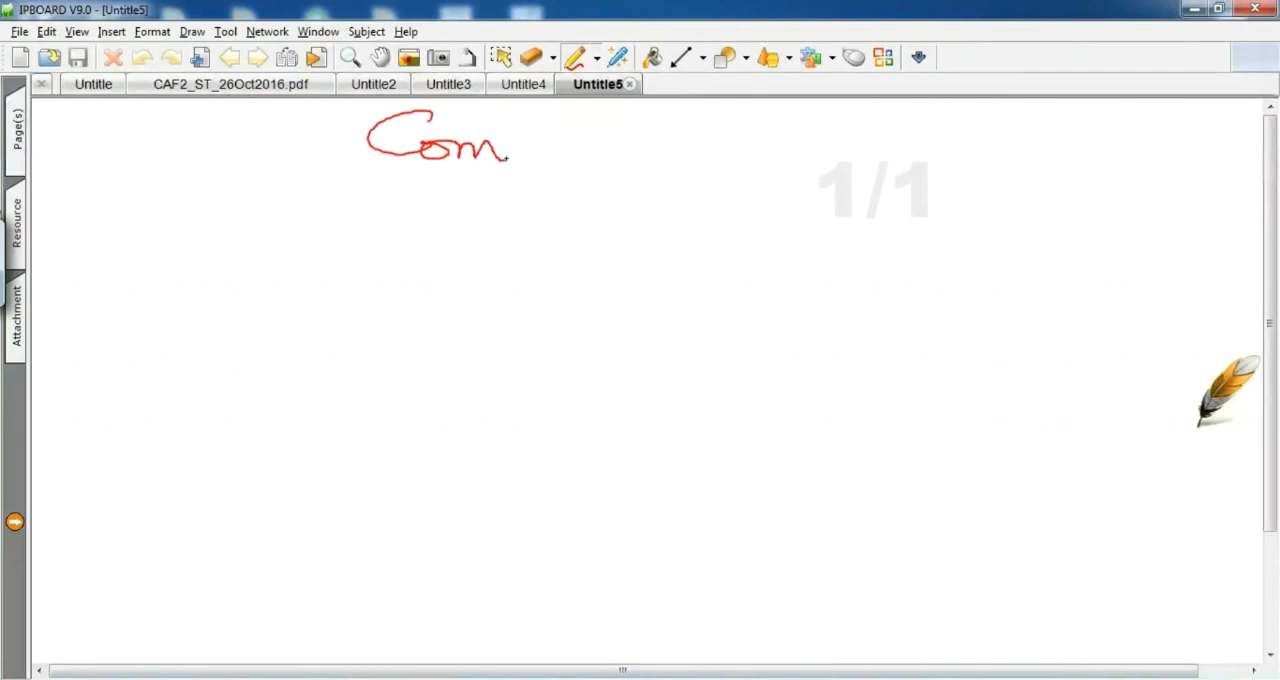 IPBOARD V9.0 - [Untitle5]
File Edit View Insert Format Draw Tool Network Window Subject Help
Untitle CAF2_ST_26Oct2016.pdf Untitle2 Untitle3 Untitle4 Untitle5
Page(s)
Resource
Attachment
Com
1/1